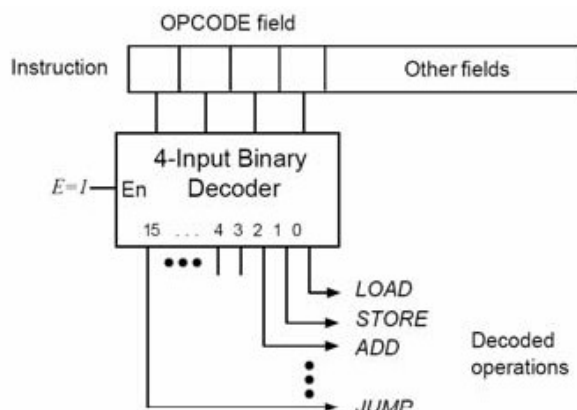 OPCODE field
Instruction
Other fields
4-Input Binary
Decoder
E=1
En
15 . . . 4 3 2 1 0
LOAD
STORE
ADD
Decoded
operations
JUMP